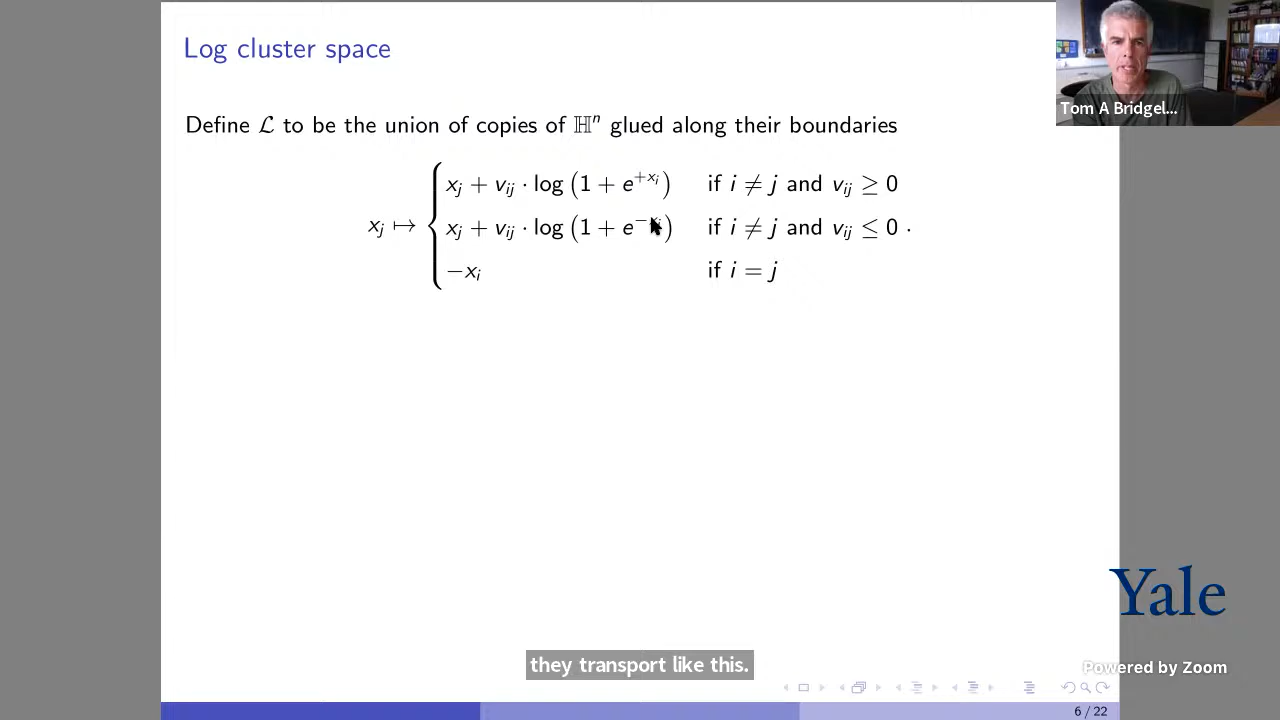 Log cluster space
Tom A Bridgel...
Define ℒ to be the union of copies of ℍⁿ glued along their boundaries
xⱼ + vᵢⱼ · log (1 + e^{+xᵢ}) if i ≠ j and vᵢⱼ ≥ 0
xⱼ ↦ { xⱼ + vᵢⱼ · log (1 + e^{−xᵢ}) if i ≠ j and vᵢⱼ ≤ 0 .
−xᵢ if i = j
Yale
they transport like this.
Powered by Zoom
6 / 22